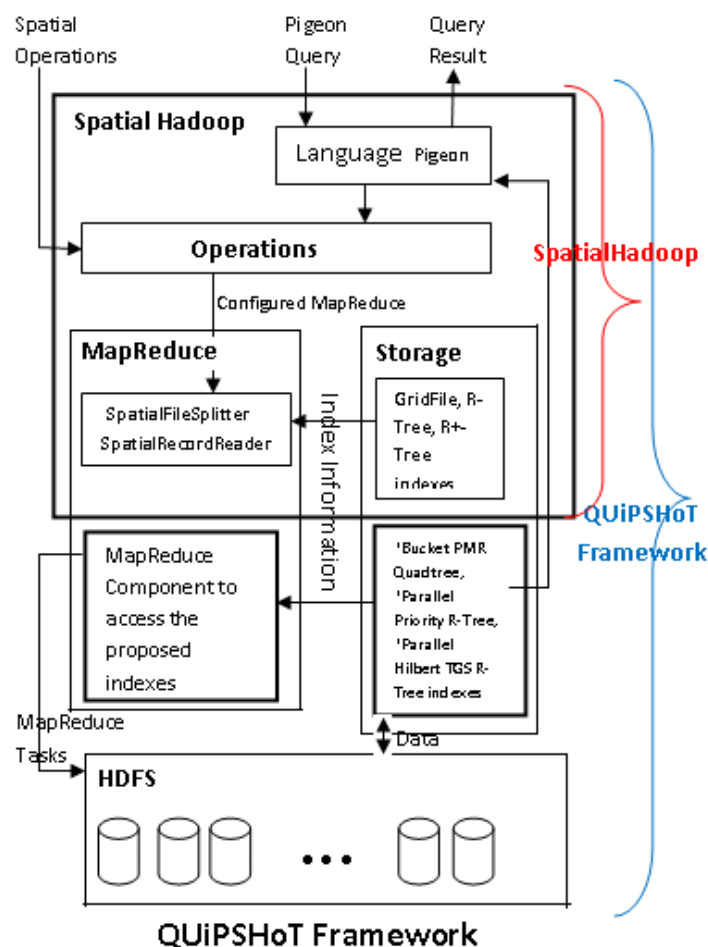 Spatial
Operations
Pigeon
Query
Query
Result
Spatial Hadoop
Language Pigeon
Operations
SpatialHadoop
Configured MapReduce
MapReduce
SpatialFileSplitter
SpatialRecordReader
Index Information
Storage
GridFile, R-
Tree, R+-
Tree
indexes
QUiPSHoT
Framework
MapReduce
Component to
access the
proposed
indexes
'Bucket PMR
Quadtree,
'Parallel
Priority R-Tree,
'Parallel
Hilbert TGS R-
Tree indexes
MapReduce
Tasks
Data
HDFS
•••
QUiPSHoT Framework